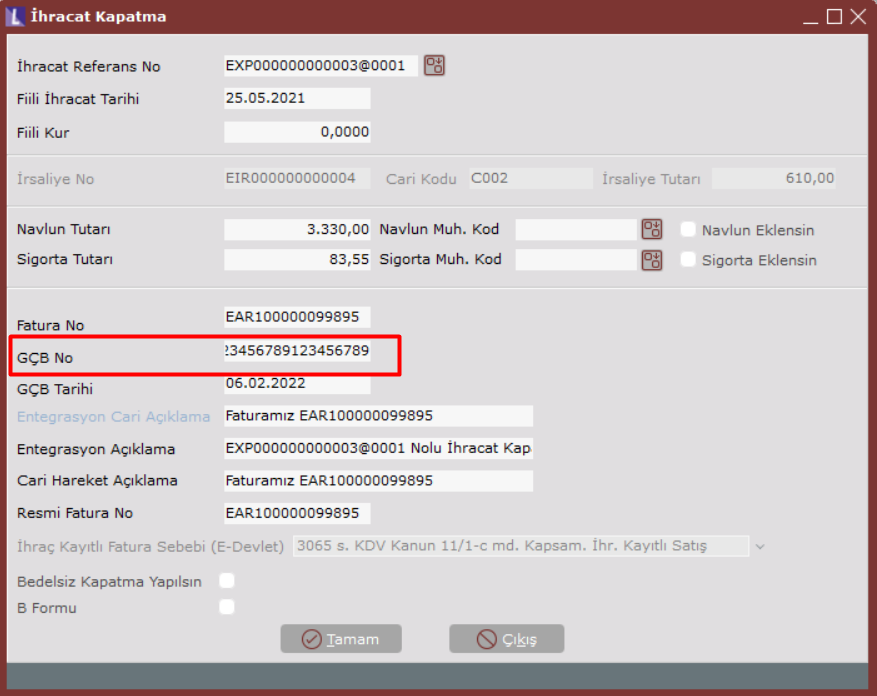 İhracat Kapatma
İhracat Referans No EXP000000000003@0001
Fiili İhracat Tarihi 25.05.2021
Fiili Kur 0,0000
İrsaliye No EIR000000000004 Cari Kodu C002 İrsaliye Tutarı 610,00
Navlun Tutarı 3.330,00 Navlun Muh. Kod Navlun Eklensin
Sigorta Tutarı 83,55 Sigorta Muh. Kod Sigorta Eklensin
Fatura No EAR100000099895
GÇB No 23456789123456789
GÇB Tarihi 06.02.2022
Entegrasyon Cari Açıklama Faturamız EAR100000099895
Entegrasyon Açıklama EXP000000000003@0001 Nolu İhracat Kap
Cari Hareket Açıklama Faturamız EAR100000099895
Resmi Fatura No EAR100000099895
İhraç Kayıtlı Fatura Sebebi (E-Devlet) 3065 s. KDV Kanun 11/1-c md. Kapsam. İhr. Kayıtlı Satış
Bedelsiz Kapatma Yapılsın
B Formu
Tamam Çıkış